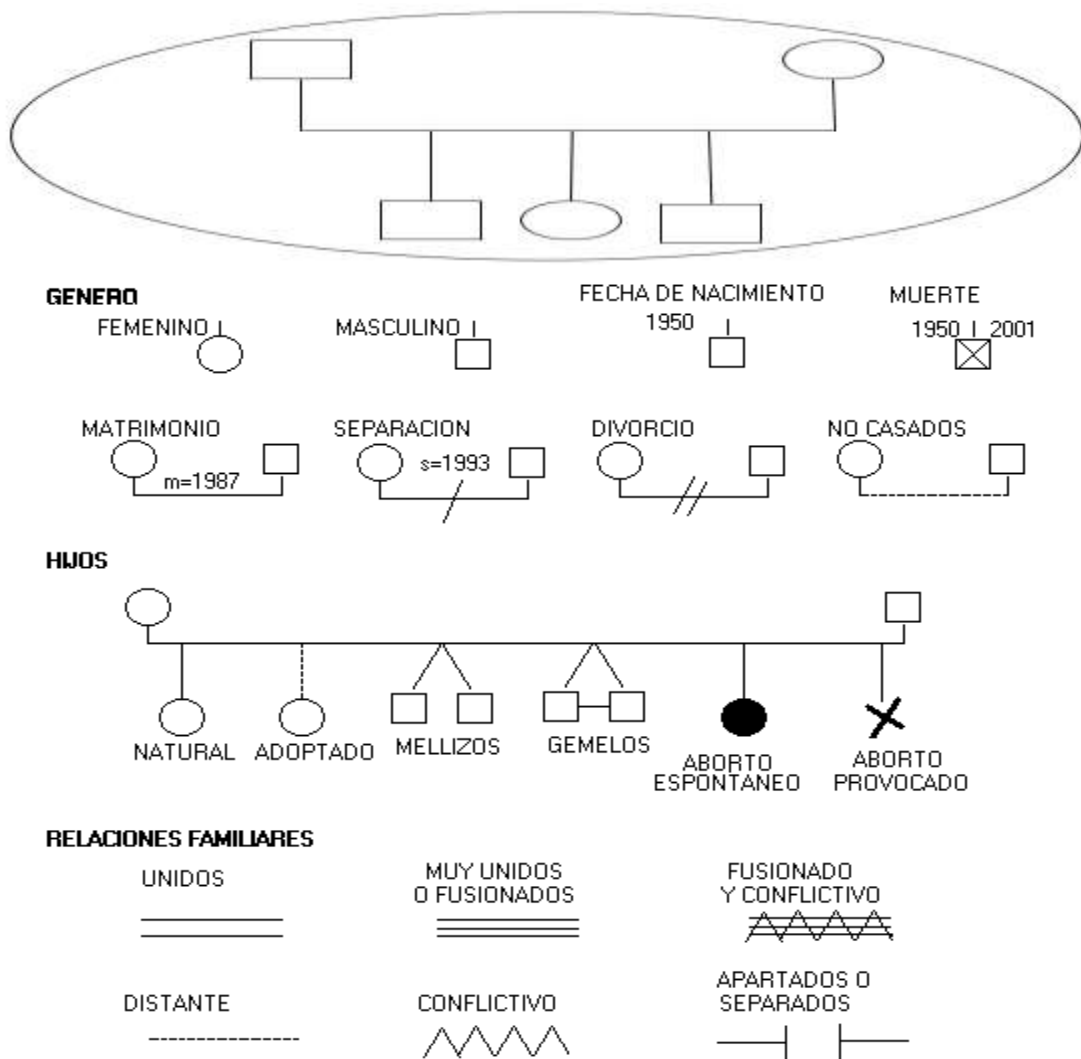 GENERO
FEMENINO
MASCULINO
FECHA DE NACIMIENTO
1950
MUERTE
1950 2001
MATRIMONIO
m=1987
SEPARACION
s=1993
DIVORCIO
NO CASADOS
HIJOS
NATURAL
ADOPTADO
MELLIZOS
GEMELOS
ABORTO
ESPONTANEO
ABORTO
PROVOCADO
RELACIONES FAMILIARES
UNIDOS
MUY UNIDOS
O FUSIONADOS
FUSIONADO
Y CONFLICTIVO
DISTANTE
CONFLICTIVO
APARTADOS O
SEPARADOS